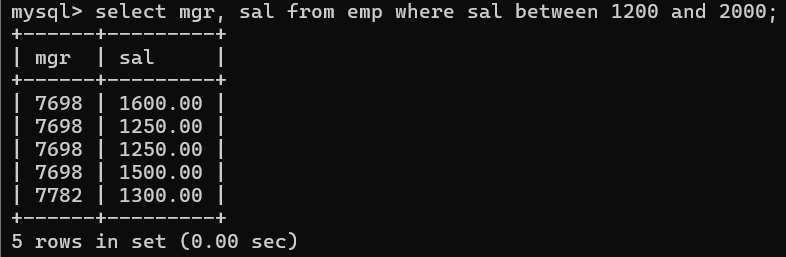 mysql> select mgr, sal from emp where sal between 1200 and 2000;
+------+---------+
| mgr  | sal     |
+------+---------+
| 7698 | 1600.00 |
| 7698 | 1250.00 |
| 7698 | 1250.00 |
| 7698 | 1500.00 |
| 7782 | 1300.00 |
+------+---------+
5 rows in set (0.00 sec)